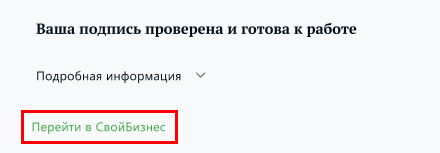 Ваша подпись проверена и готова к работе
Подробная информация
Перейти в СвойБизнес